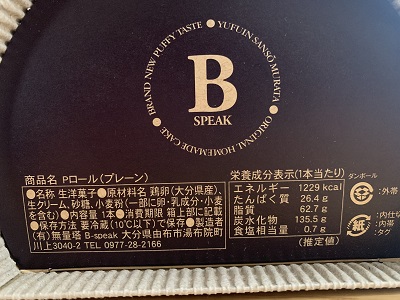 BRAND NEW PUFFY TASTE ● YUFUIN SANSŌ MURATA ● ORIGINAL HOMEMADE CAKE ●
B
SPEAK
商品名 Pロール(プレーン)
●名称 生洋菓子●原材料名 鶏卵(大分県産)、
生クリーム、砂糖、小麦粉(一部に卵・乳成分・小麦
を含む)●内容量 1本●消費期限 箱上部に記載
●保存方法 要冷蔵(10℃以下)で保存●製造者
(有)無量塔 B-speak 大分県由布市湯布院町
川上3040-2 TEL 0977-28-2166
栄養成分表示(1本当たり)
エネルギー 1229 kcal
たんぱく質 26.4 g
脂質 62.7 g
炭水化物 135.5 g
食塩相当量 0.7 g
(推定値)
ダンボール
:外帯
紙
:内仕切
内帯
:タグ